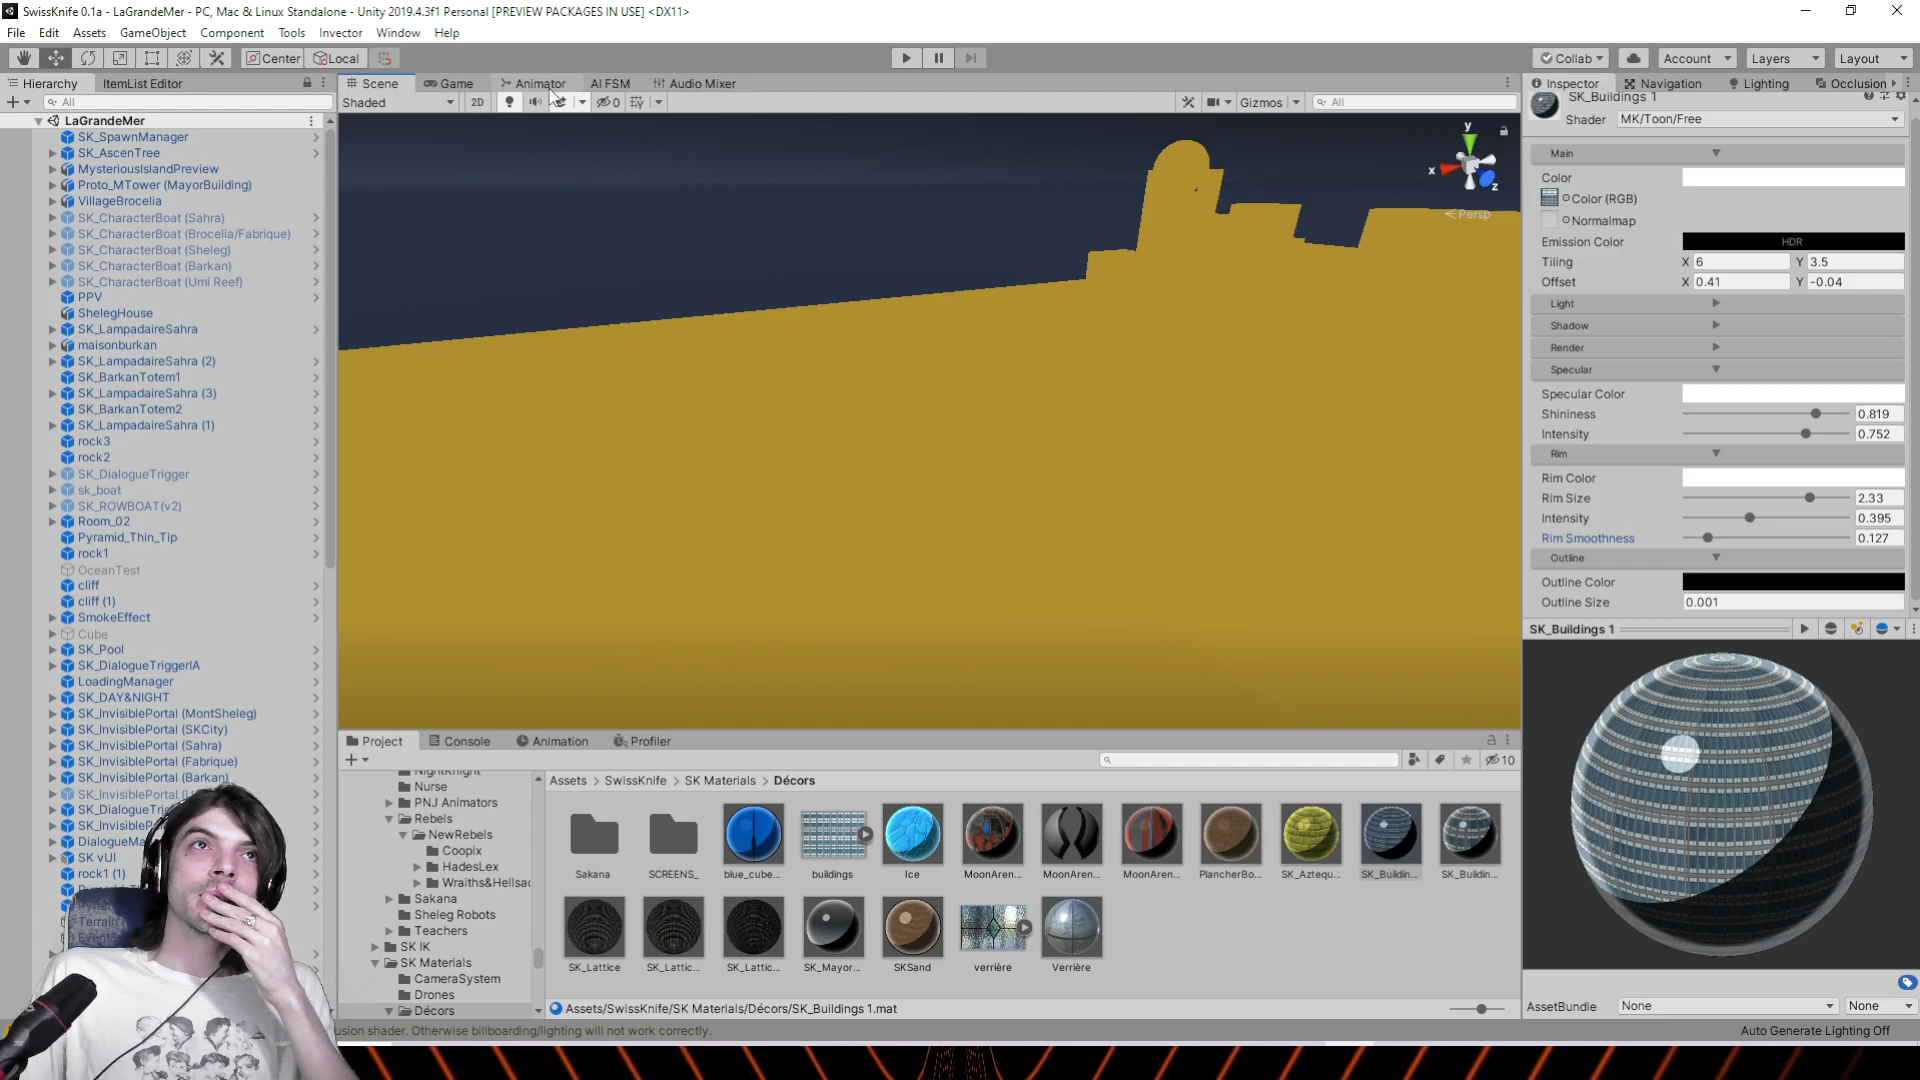 SwissKnife 0.1a - LaGrandeMer - PC, Mac & Linux Standalone - Unity 2019.4.3f1 Personal [PREVIEW PACKAGES IN USE] <DX11>
File Edit Assets GameObject Component Tools Invector Window Help
Center Local Collab Account Layers Layout
Hierarchy ItemList Editor
All
LaGrandeMer
SK_SpawnManager
SK_AscenTree
MysteriousIslandPreview
Proto_MTower (MayorBuilding)
VillageBrocelia
SK_CharacterBoat (Sahra)
SK_CharacterBoat (Brocelia/Fabrique)
SK_CharacterBoat (Sheleg)
SK_CharacterBoat (Barkan)
SK_CharacterBoat (Umi Reef)
PPV
ShelegHouse
SK_LampadaireSahra
maisonburkan
SK_LampadaireSahra (2)
SK_BarkanTotem1
SK_LampadaireSahra (3)
SK_BarkanTotem2
SK_LampadaireSahra (1)
rock3
rock2
SK_DialogueTrigger
sk_boat
SK_ROWBOAT(v2)
Room_02
Pyramid_Thin_Tip
rock1
OceanTest
cliff
cliff (1)
SmokeEffect
Cube
SK_Pool
SK_DialogueTriggerIA
LoadingManager
SK_DAY&NIGHT
SK_InvisiblePortal (MontSheleg)
SK_InvisiblePortal (SKCity)
SK_InvisiblePortal (Sahra)
SK_InvisiblePortal (Fabrique)
SK_InvisiblePortal (Barkan)
SK_InvisiblePortal
SK_DialogueTri
SK_InvisibleP
DialogueMa
SK vUI
rock1 (1)
Terrain
Event
Scene Game Animator AI FSM Audio Mixer
Shaded 2D 0 Gizmos All
y
x
z
Persp
Project Console Animation Profiler
10
NightKnight
Nurse
PNJ Animators
Rebels
NewRebels
Coopix
HadesLex
Wraiths&Hellsac
Sakana
Sheleg Robots
Teachers
SK IK
SK Materials
CameraSystem
Drones
Décors
Assets SwissKnife SK Materials Décors
Sakana SCREENS_ blue_cube... buildings Ice MoonAren... MoonAren... MoonAren... PlancherBo... SK_Aztequ... SK_Buildin... SK_Buildin...
SK_Lattice SK_Lattic... SK_Lattic... SK_Mayor... SKSand verrière Verrière
Assets/SwissKnife/SK Materials/Décors/SK_Buildings 1.mat
usion shader. Otherwise billboarding/lighting will not work correctly.
Inspector Navigation Lighting Occlusion
SK_Buildings 1
Shader MK/Toon/Free
Main
Color
Color (RGB)
Normalmap
Emission Color HDR
Tiling X 6 Y 3.5
Offset X 0.41 Y -0.04
Light
Shadow
Render
Specular
Specular Color
Shininess 0.819
Intensity 0.752
Rim
Rim Color
Rim Size 2.33
Intensity 0.395
Rim Smoothness 0.127
Outline
Outline Color
Outline Size 0.001
SK_Buildings 1
AssetBundle None None
Auto Generate Lighting Off